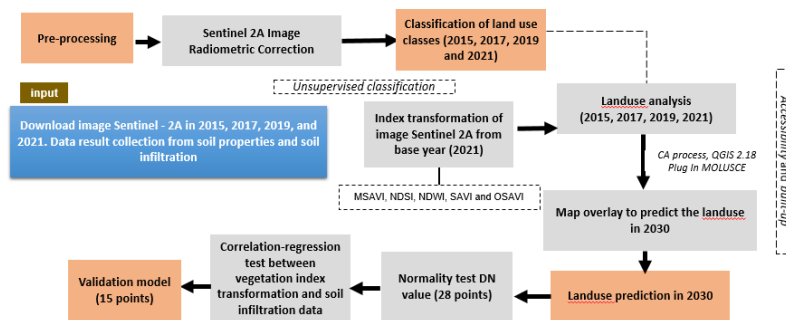 Pre-processing
Sentinel 2A Image
Radiometric Correction
Classification of land use
classes (2015, 2017, 2019
and 2021)
Unsupervised classification
input
Download image Sentinel - 2A in 2015, 2017, 2019, and
2021. Data result collection from soil properties and soil
infiltration
Index transformation of
image Sentinel 2A from
base year (2021)
MSAVI, NDSI, NDWI, SAVI and OSAVI
Landuse analysis
(2015, 2017, 2019, 2021)
Accessibility and built-up
CA process, QGIS 2.18
Plug In MOLUSCE
Map overlay to predict the landuse
in 2030
Landuse prediction in 2030
Normality test DN
value (28 points)
Correlation-regression
test between
vegetation index
transformation and soil
infiltration data
Validation model
(15 points)